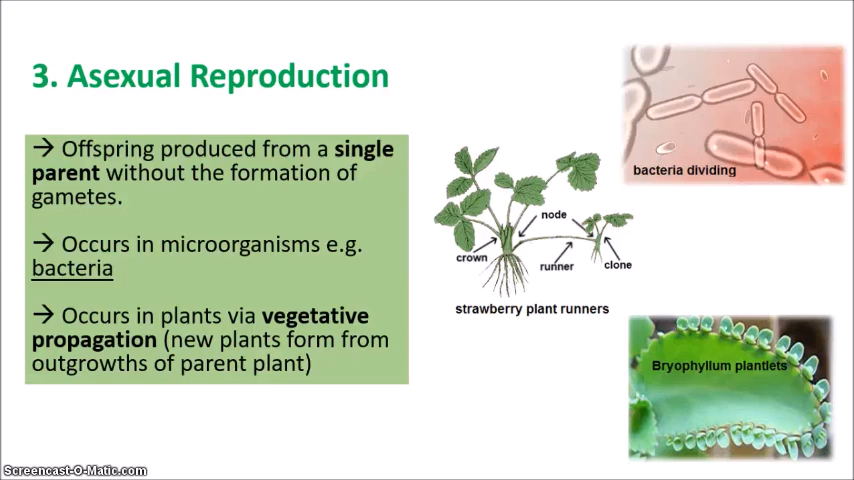 3. Asexual Reproduction
→ Offspring produced from a single
parent without the formation of
gametes.
→ Occurs in microorganisms e.g.
bacteria
→ Occurs in plants via vegetative
propagation (new plants form from
outgrowths of parent plant)
bacteria dividing
node
crown
runner
clone
strawberry plant runners
Bryophyllum plantlets
Screencast-O-Matic.com